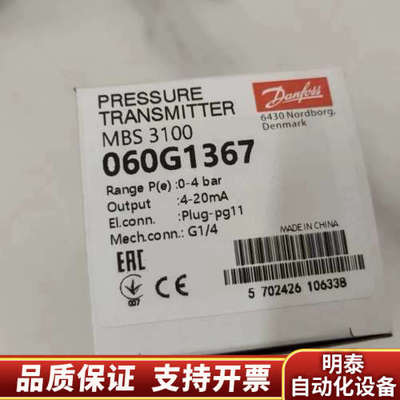 PRESSURE
TRANSMITTER
MBS 3100
060G1367
Range P(e) :0-4 bar
Output :4-20mA
El.conn. :Plug-pg11
Mech.conn.: G1/4
Danfoss
6430 Nordborg,
Denmark
MADE IN CHINA
EAC
007
5 702426 106338
品质保证 支持开票
明泰
自动化设备